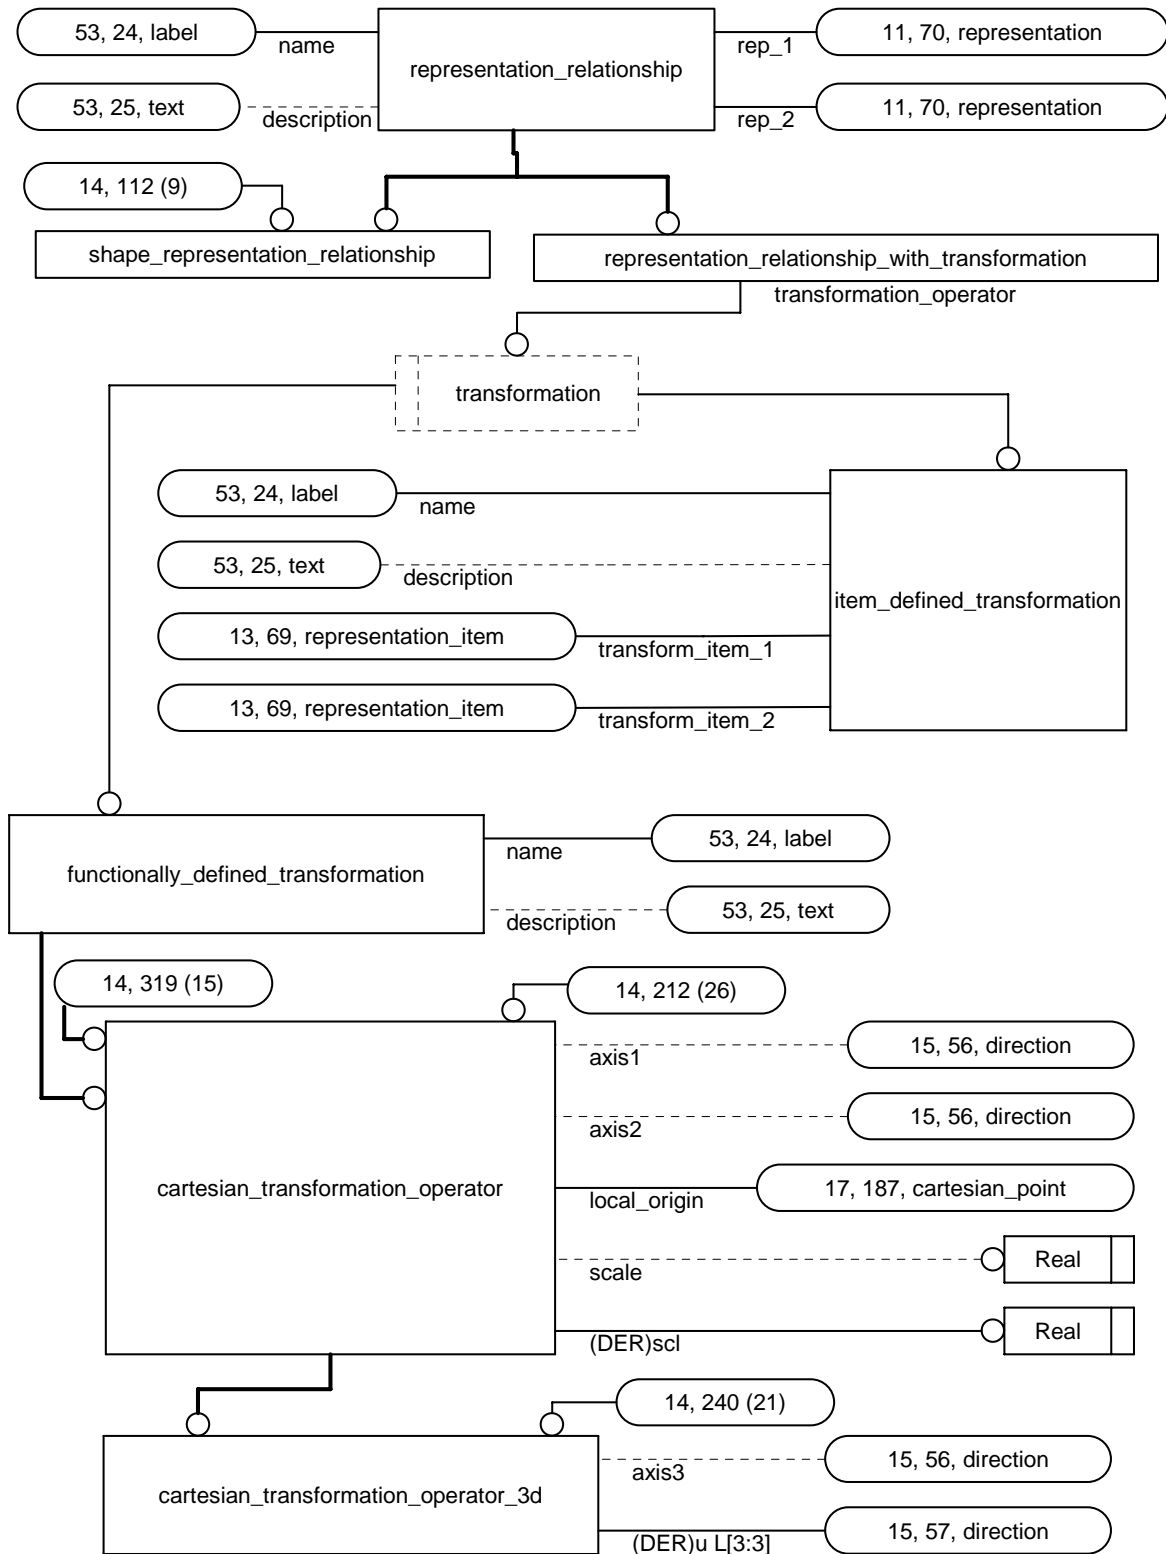 53, 24, label
name
representation_relationship
rep_1
11, 70, representation
53, 25, text
description
rep_2
11, 70, representation
14, 112 (9)
shape_representation_relationship
representation_relationship_with_transformation
transformation_operator
transformation
53, 24, label
name
53, 25, text
description
item_defined_transformation
13, 69, representation_item
transform_item_1
13, 69, representation_item
transform_item_2
functionally_defined_transformation
name
53, 24, label
description
53, 25, text
14, 319 (15)
14, 212 (26)
axis1
15, 56, direction
axis2
15, 56, direction
cartesian_transformation_operator
local_origin
17, 187, cartesian_point
scale
Real
(DER)scl
Real
14, 240 (21)
cartesian_transformation_operator_3d
axis3
15, 56, direction
(DER)u L[3:3]
15, 57, direction